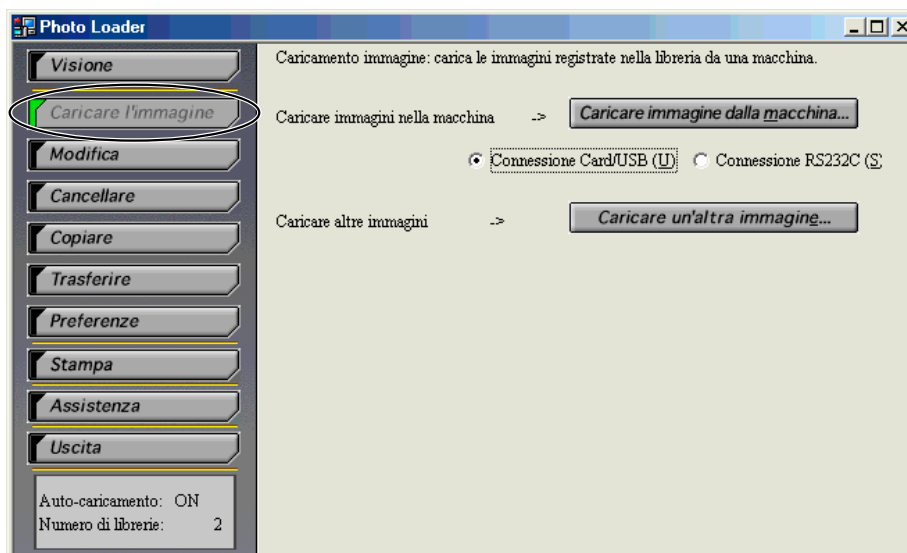 Photo Loader
Visione
Caricare l'immagine
Modifica
Cancellare
Copiare
Trasferire
Preferenze
Stampa
Assistenza
Uscita
Auto-caricamento: ON
Numero di librerie: 2
Caricamento immagine: carica le immagini registrate nella libreria da una macchina.
Caricare immagini nella macchina -> Caricare immagine dalla macchina...
Connessione Card/USB (U) Connessione RS232C (S)
Caricare altre immagini -> Caricare un'altra immagine...